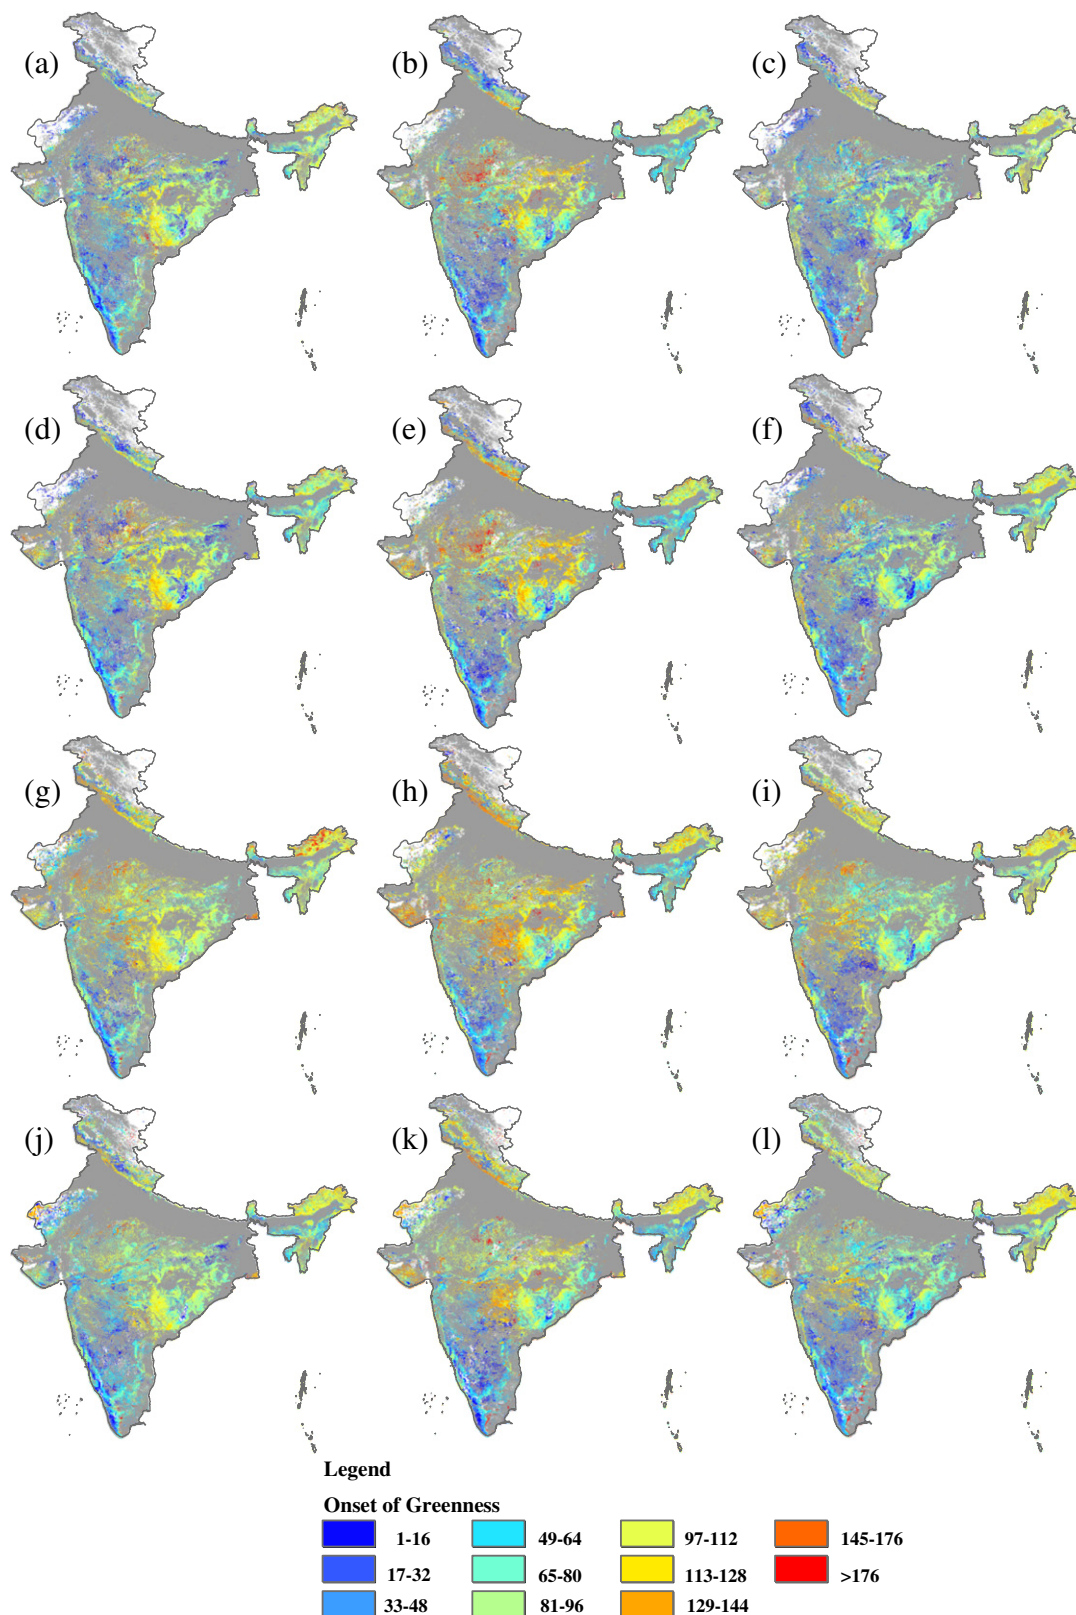 (a) (b) (c)
(d) (e) (f)
(g) (h) (i)
(j) (k) (l)
Legend
Onset of Greenness
1-16 49-64 97-112 145-176
17-32 65-80 113-128 >176
33-48 81-96 129-144